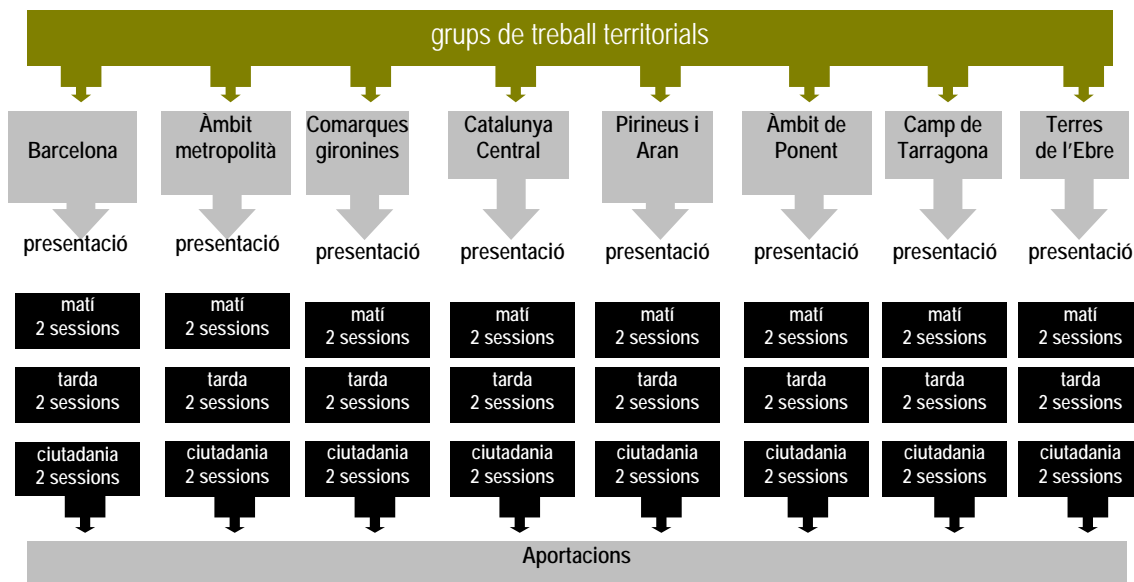 grups de treball territorials
Barcelona
Àmbit
metropolità
Comarques
gironines
Catalunya
Central
Pirineus i
Aran
Àmbit de
Ponent
Camp de
Tarragona
Terres
de l'Ebre
presentació
presentació
presentació
presentació
presentació
presentació
presentació
presentació
matí
2 sessions
matí
2 sessions
matí
2 sessions
matí
2 sessions
matí
2 sessions
matí
2 sessions
matí
2 sessions
matí
2 sessions
tarda
2 sessions
tarda
2 sessions
tarda
2 sessions
tarda
2 sessions
tarda
2 sessions
tarda
2 sessions
tarda
2 sessions
tarda
2 sessions
ciutadania
2 sessions
ciutadania
2 sessions
ciutadania
2 sessions
ciutadania
2 sessions
ciutadania
2 sessions
ciutadania
2 sessions
ciutadania
2 sessions
ciutadania
2 sessions
Aportacions